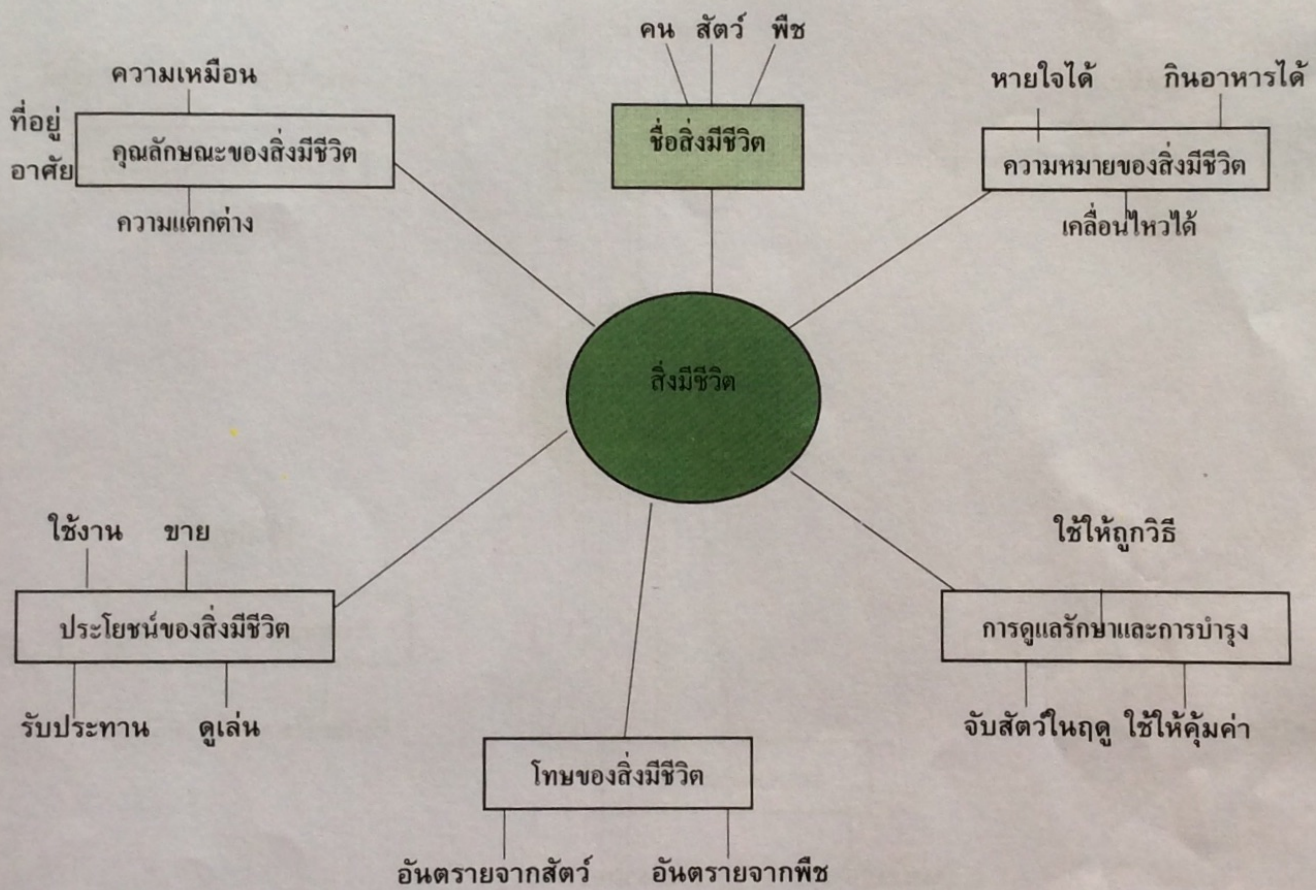 คน สัตว์ พืช
ชื่อสิ่งมีชีวิต
ความเหมือน
ที่อยู่
อาศัย
คุณลักษณะของสิ่งมีชีวิต
ความแตกต่าง
หายใจได้ กินอาหารได้
ความหมายของสิ่งมีชีวิต
เคลื่อนไหวได้
สิ่งมีชีวิต
ใช้งาน ขาย
ประโยชน์ของสิ่งมีชีวิต
รับประทาน ดูเล่น
ใช้ให้ถูกวิธี
การดูแลรักษาและการบำรุง
จับสัตว์ในฤดู ใช้ให้คุ้มค่า
โทษของสิ่งมีชีวิต
อันตรายจากสัตว์ อันตรายจากพืช